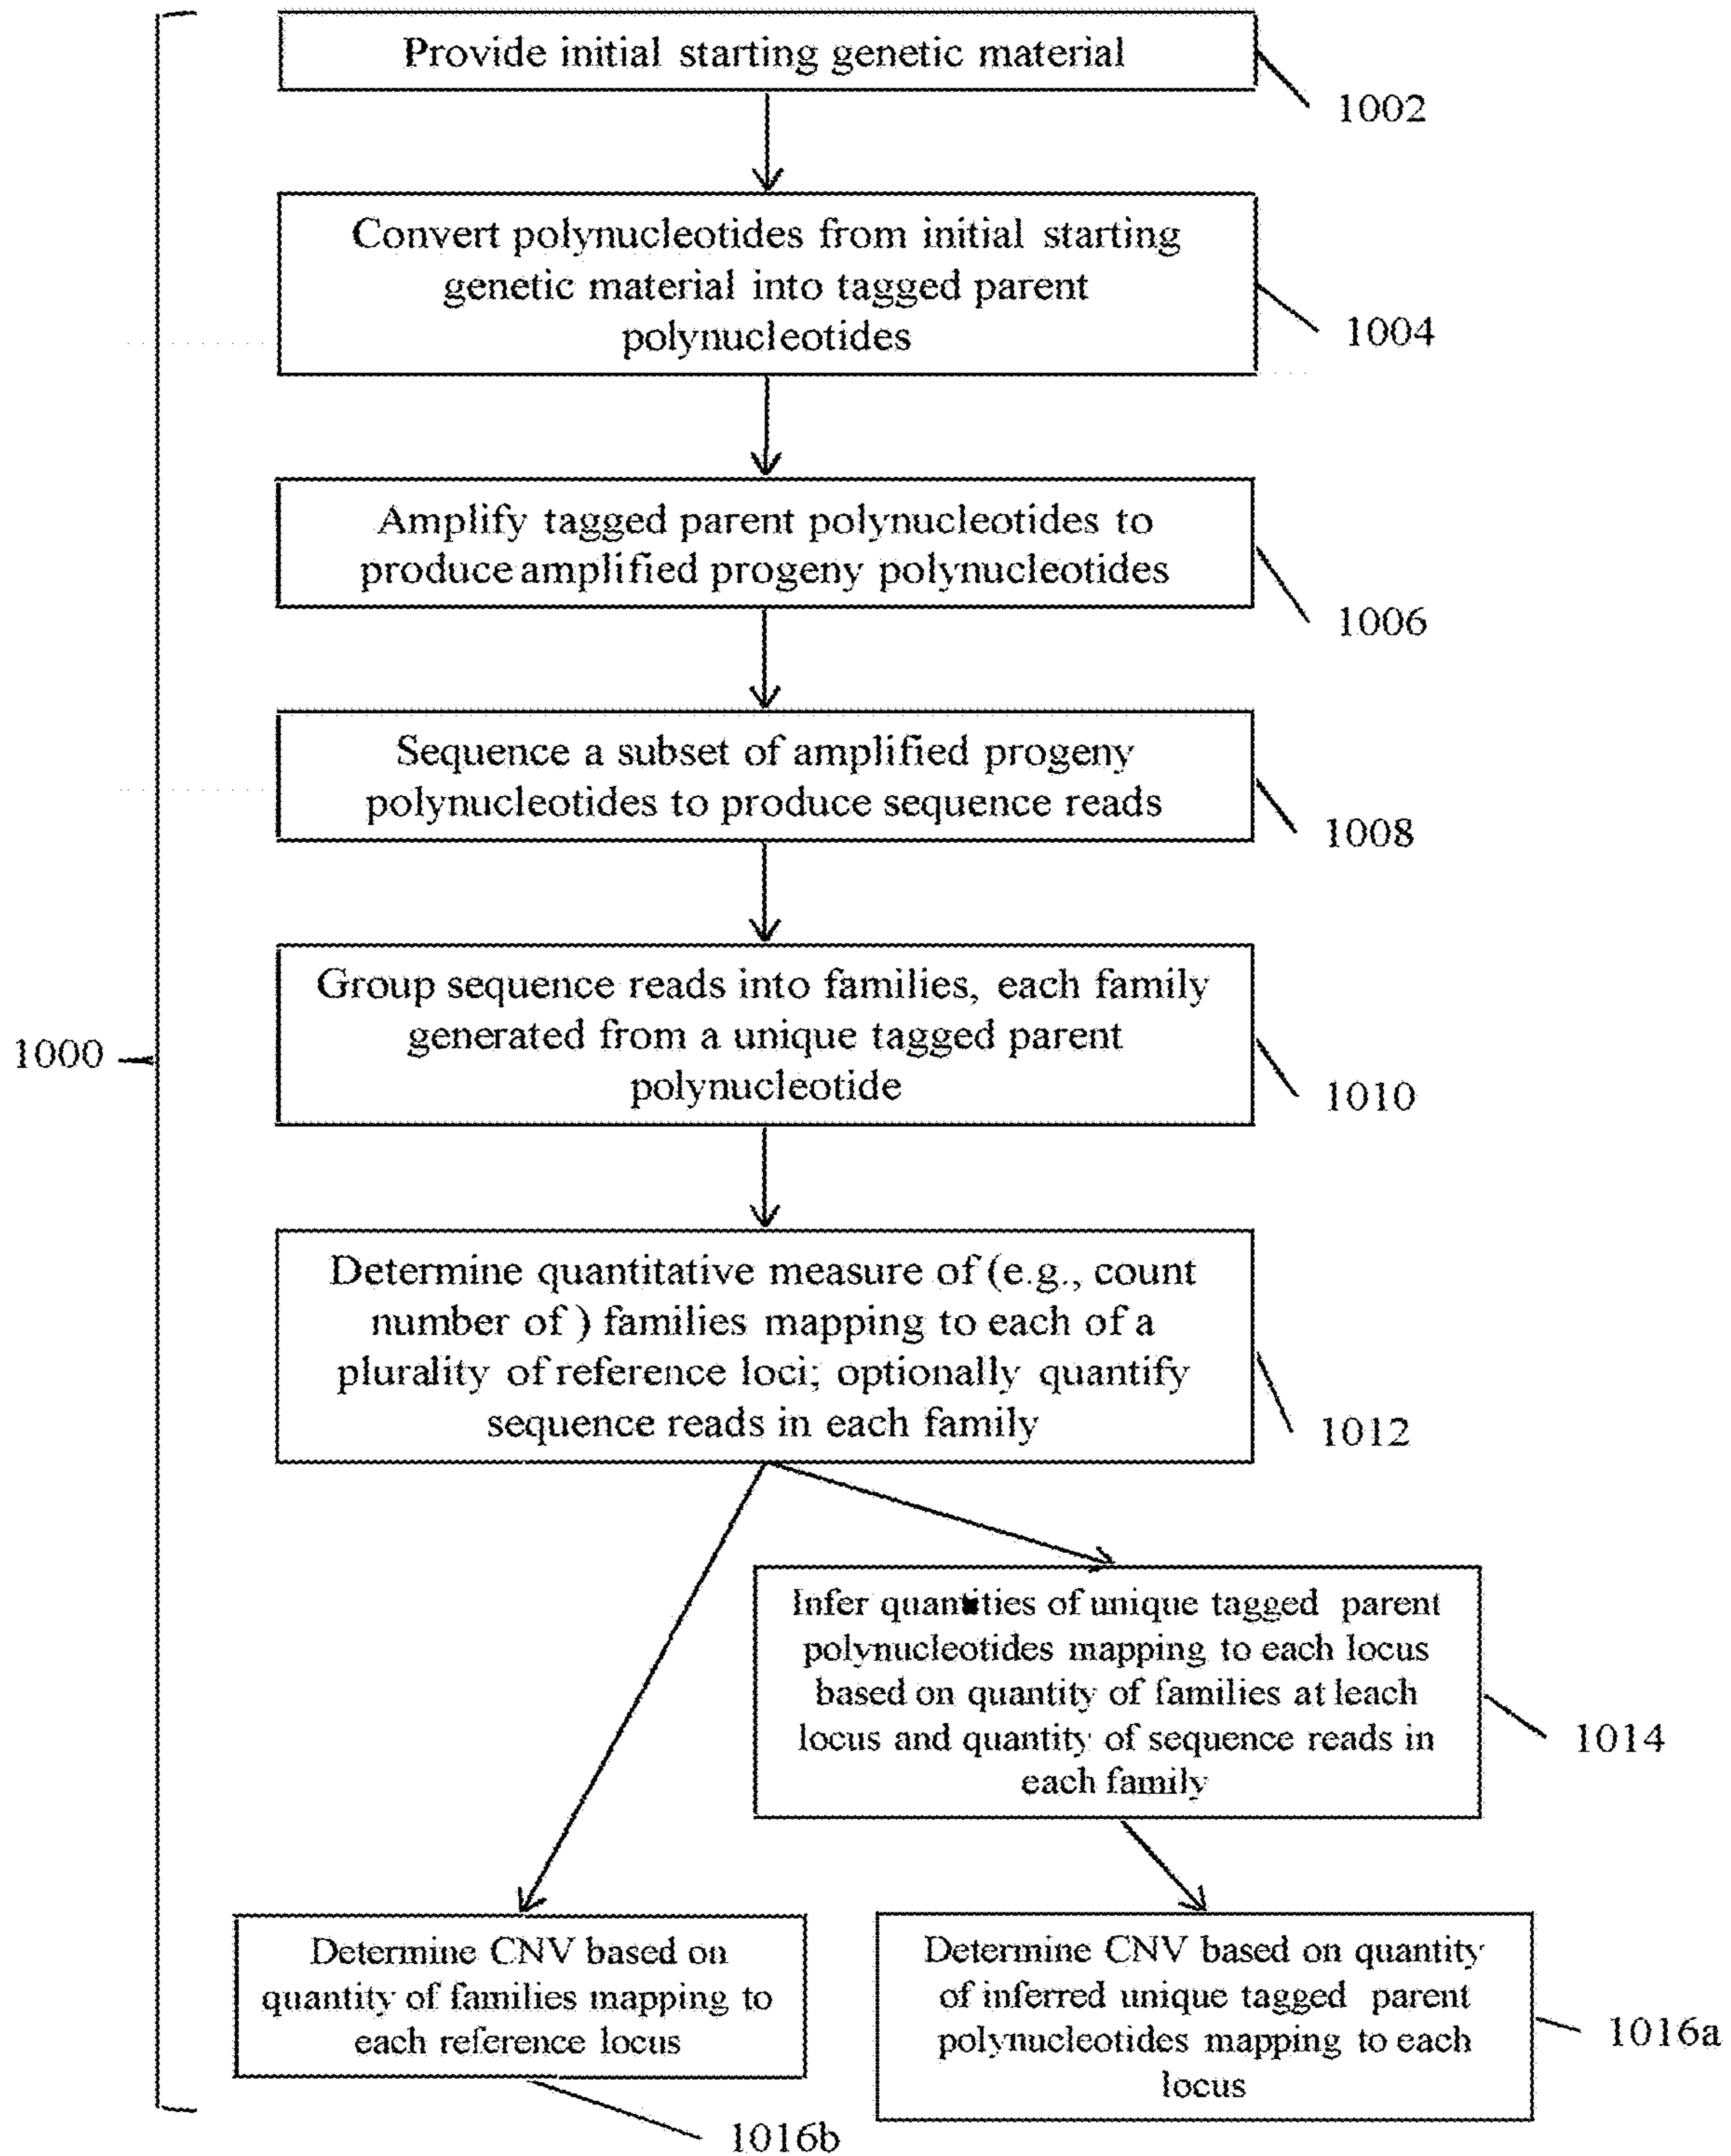 Provide initial starting genetic material
1002
Convert polynucleotides from initial starting
genetic material into tagged parent
polynucleotides
1004
Amplify tagged parent polynucleotides to
produce amplified progeny polynucleotides
1006
Sequence a subset of amplified progeny
polynucleotides to produce sequence reads
1008
Group sequence reads into families, each family
generated from a unique tagged parent
polynucleotide
1000
1010
Determine quantitative measure of (e.g., count
number of ) families mapping to each of a
plurality of reference loci; optionally quantify
sequence reads in each family
1012
Infer quantities of unique tagged parent
polynucleotides mapping to each locus
based on quantity of families at leach
locus and quantity of sequence reads in
each family
1014
Determine CNV based on
quantity of families mapping to
each reference locus
1016b
Determine CNV based on quantity
of inferred unique tagged parent
polynucleotides mapping to each
locus
1016a